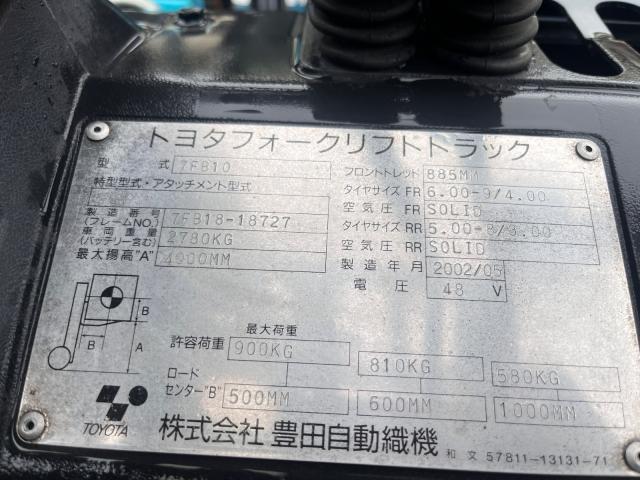 トヨタフォークリフトトラック
型式 7FB10
特型型式・アタッチメント型式
製造番号(フレームNO.) 7FB18-18727
車両重量(バッテリー含む) 2780KG
最大揚高"A" 4000MM
フロントトレッド 885MM
タイヤサイズ FR 6.00-9/4.00
空気圧 FR SOLID
タイヤサイズ RR 5.00-8/3.00
空気圧 RR SOLID
製造年月 2002/05
電圧 48 V
B
B A
最大荷重
許容荷重 900KG 810KG 580KG
ロードセンター"B" 500MM 600MM 1000MM
TOYOTA 株式会社 豊田自動織機 和文 57811-13131-71